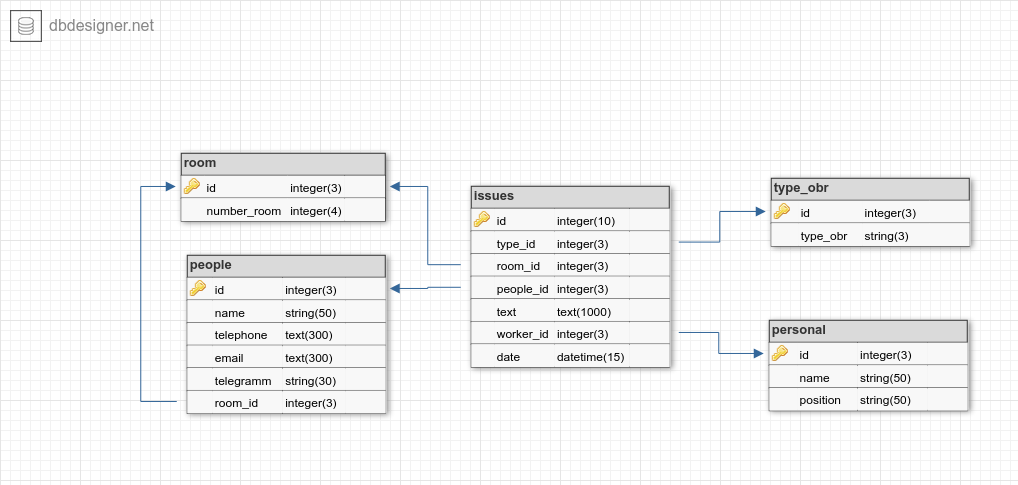 dbdesigner.net
room
id integer(3)
number_room integer(4)
people
id integer(3)
name string(50)
telephone text(300)
email text(300)
telegramm string(30)
room_id integer(3)
issues
id integer(10)
type_id integer(3)
room_id integer(3)
people_id integer(3)
text text(1000)
worker_id integer(3)
date datetime(15)
type_obr
id integer(3)
type_obr string(3)
personal
id integer(3)
name string(50)
position string(50)